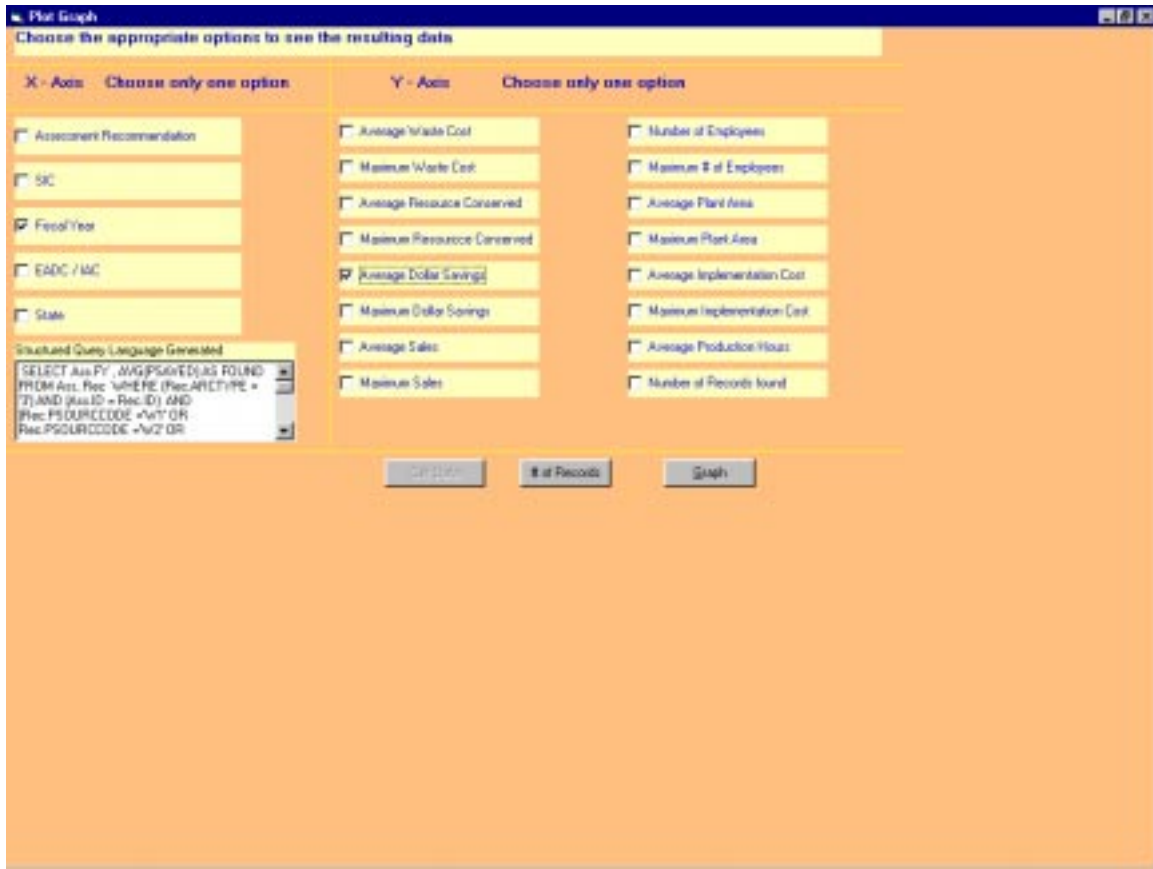 Plot Graph
Choose the appropriate options to see the resulting data
X - Axis Choose only one option
Y - Axis Choose only one option
Assessment Recommendation
SIC
Fiscal Year
EADC / IAC
State
Structured Query Language Generated
SELECT Ass.FY , AVG(PSAVED) AS FOUND
FROM Ass, Rec WHERE (Rec.ARCTYPE =
AND (Ass.ID = Rec.ID) AND
(Rec.PSOURCCODE ='W1' OR
Rec.PSOURCCODE ='W2' OR
Average Waste Cost
Maximum Waste Cost
Average Resource Conserved
Maximum Resource Conserved
Average Dollar Savings
Maximum Dollar Savings
Average Sales
Maximum Sales
Number of Employees
Maximum # of Employees
Average Plant Area
Maximum Plant Area
Average Implementation Cost
Maximum Implementation Cost
Average Production Hours
Number of Records found
# of Records
Graph